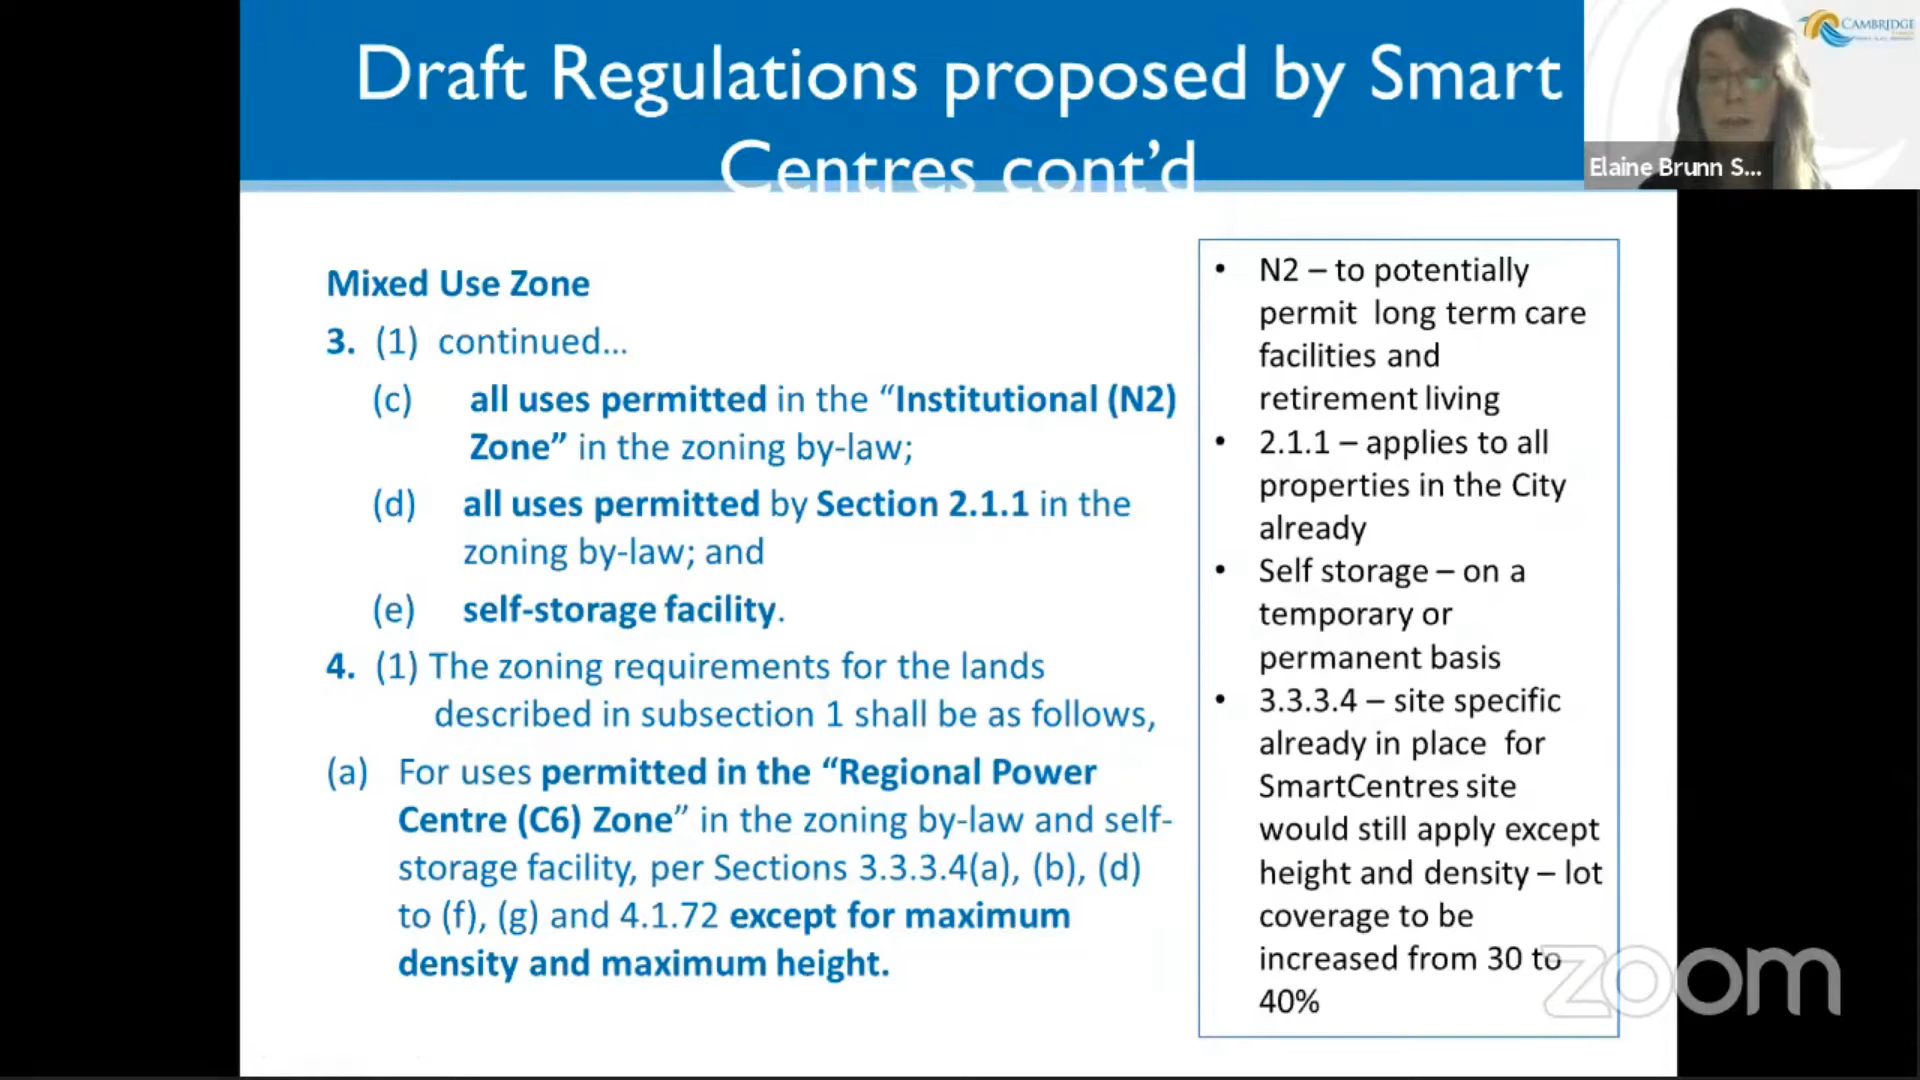 Draft Regulations proposed by Smart
Centres cont’d
CAMBRIDGE
Elaine Brunn S...
Mixed Use Zone
3. (1) continued…
(c) all uses permitted in the “Institutional (N2)
Zone” in the zoning by-law;
(d) all uses permitted by Section 2.1.1 in the
zoning by-law; and
(e) self-storage facility.
4. (1) The zoning requirements for the lands
described in subsection 1 shall be as follows,
(a) For uses permitted in the “Regional Power
Centre (C6) Zone” in the zoning by-law and self-
storage facility, per Sections 3.3.3.4(a), (b), (d)
to (f), (g) and 4.1.72 except for maximum
density and maximum height.
• N2 – to potentially
permit long term care
facilities and
retirement living
• 2.1.1 – applies to all
properties in the City
already
• Self storage – on a
temporary or
permanent basis
• 3.3.3.4 – site specific
already in place for
SmartCentres site
would still apply except
height and density – lot
coverage to be
increased from 30 to
40%
zoom